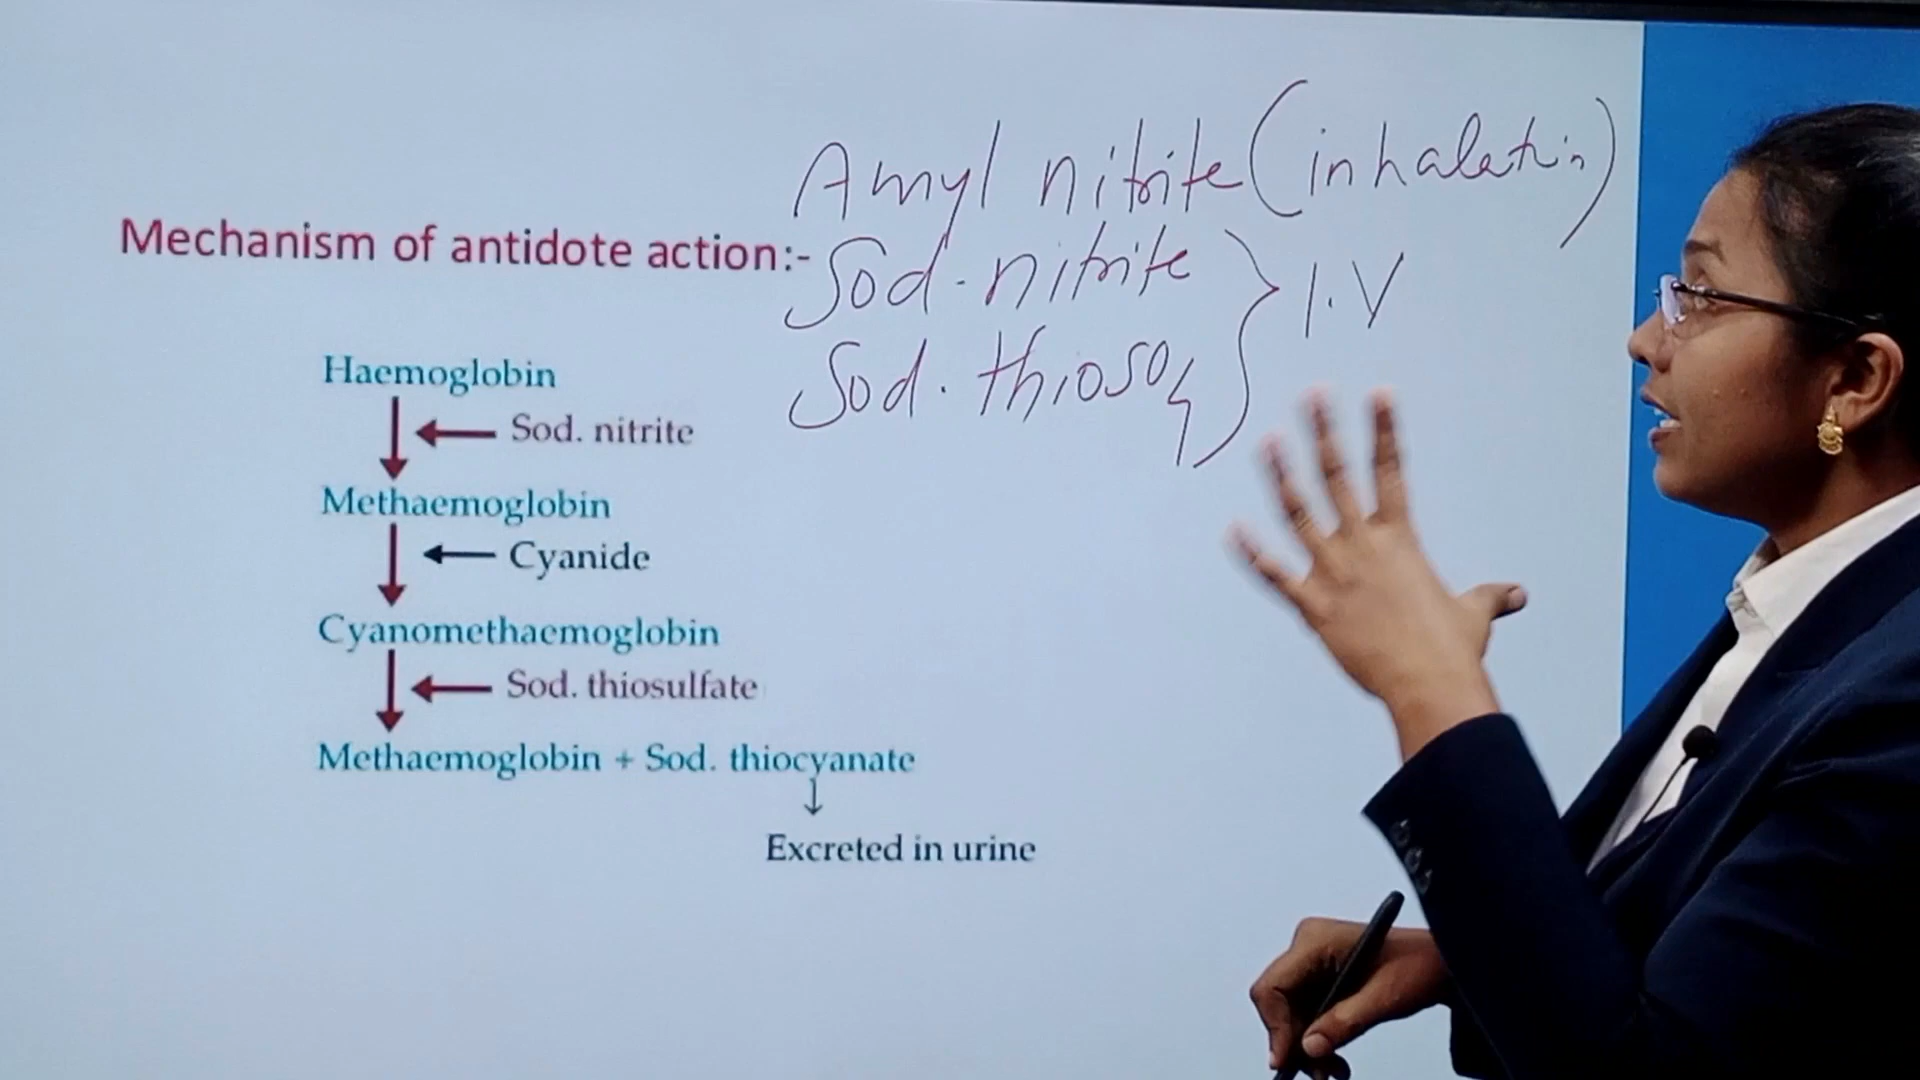 Amyl nitrite (inhalation)
Mechanism of antidote action:-
Sod. nitrite } I.V
Sod. thioSO4
Haemoglobin
Sod. nitrite
Methaemoglobin
Cyanide
Cyanomethaemoglobin
Sod. thiosulfate
Methaemoglobin + Sod. thiocyanate
Excreted in urine